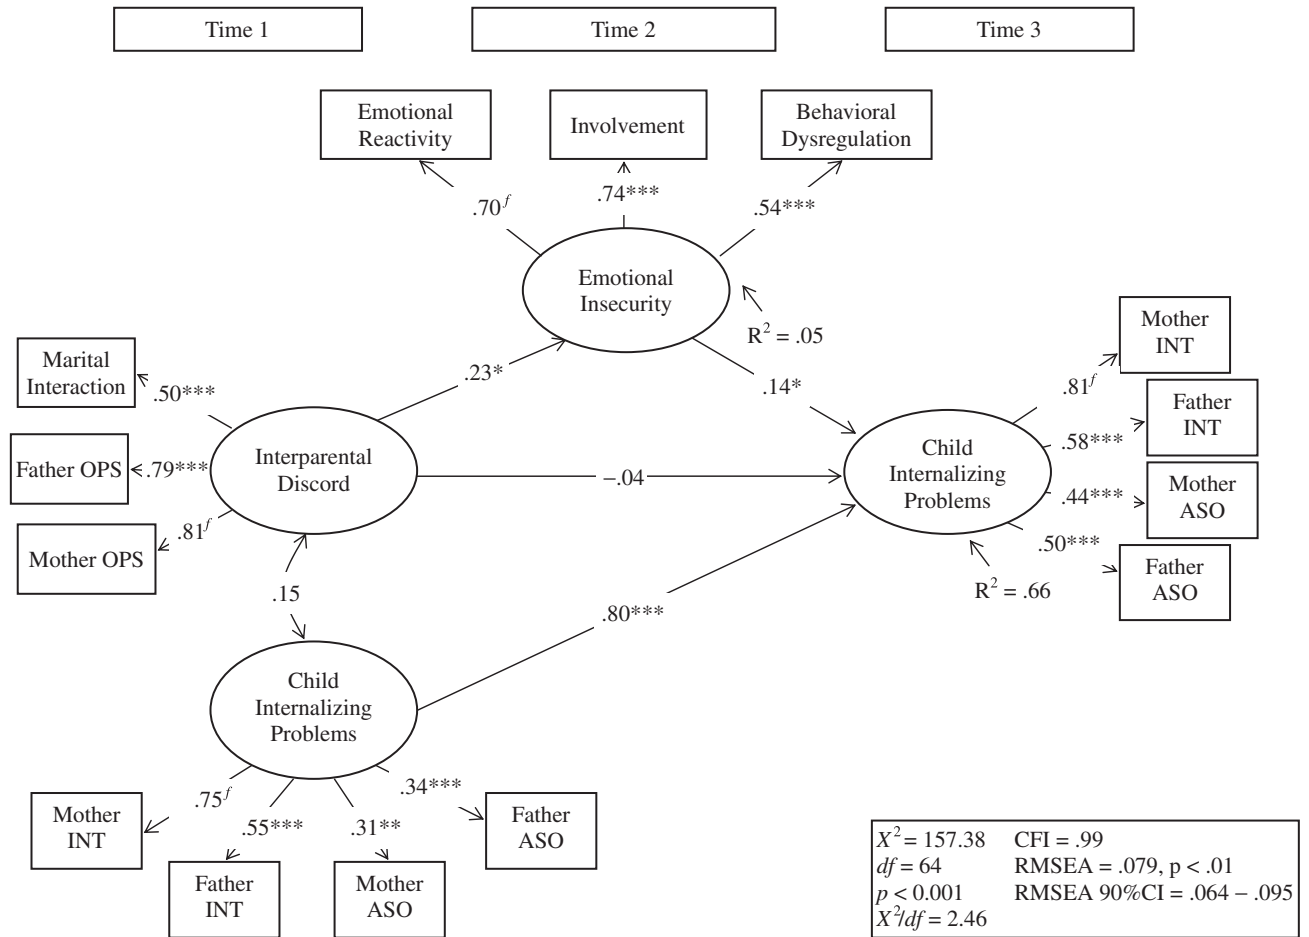 Time 1
Time 2
Time 3
Emotional
Reactivity
Involvement
Behavioral
Dysregulation
.70f
.74***
.54***
Emotional
Insecurity
R2 = .05
Marital
Interaction
.50***
Father OPS
.79***
Mother OPS
.81f
Interparental
Discord
.23*
.14*
−.04
.15
.80***
Child
Internalizing
Problems
R2 = .66
.81f
Mother
INT
.58***
Father
INT
.44***
Mother
ASO
.50***
Father
ASO
Child
Internalizing
Problems
.75f
Mother
INT
.55***
Father
INT
.31**
Mother
ASO
.34***
Father
ASO
X2 = 157.38 CFI = .99
df = 64 RMSEA = .079, p < .01
p < 0.001 RMSEA 90%CI = .064 − .095
X2/df = 2.46